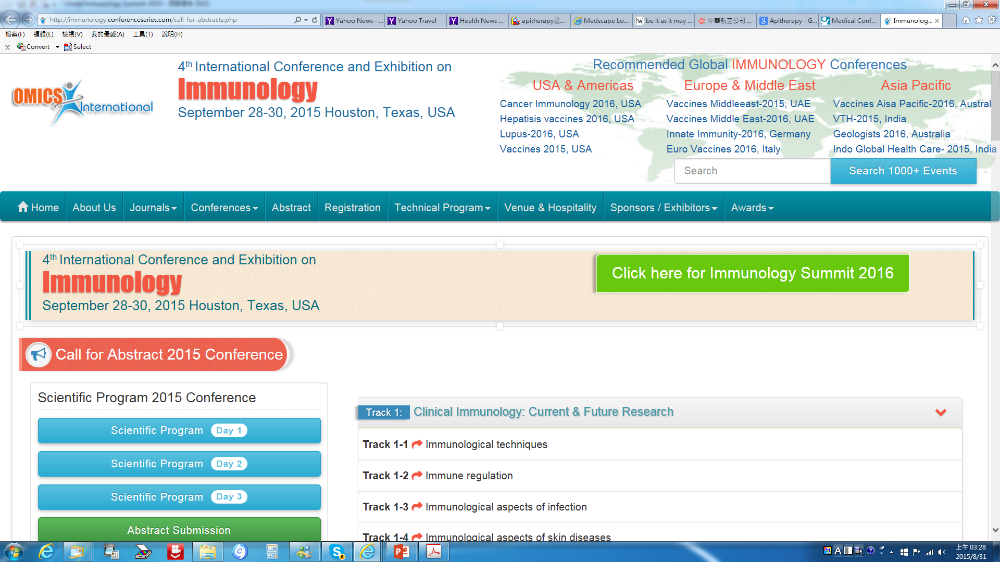 http://immunology.conferenceseries.com/call-for-abstracts.php
Yahoo News - ...
Yahoo Travel
Health News ...
apitherapy是...
Medscape Lo...
be it as it may ...
中華航空公司 ...
Apitherapy - G...
Medical Conf...
Immunolog...
檔案(F) 編輯(E) 檢視(V) 我的最愛(A) 工具(T) 說明(H)
x Convert Select
OMICS International
4th International Conference and Exhibition on
Immunology
September 28-30, 2015 Houston, Texas, USA
Recommended Global IMMUNOLOGY Conferences
USA & Americas
Cancer Immunology 2016, USA
Hepatisis vaccines 2016, USA
Lupus-2016, USA
Vaccines 2015, USA
Europe & Middle East
Vaccines Middleeast-2015, UAE
Vaccines Middle East-2016, UAE
Innate Immunity-2016, Germany
Euro Vaccines 2016, Italy
Asia Pacific
Vaccines Aisa Pacific-2016, Austral
VTH-2015, India
Geologists 2016, Australia
Indo Global Health Care- 2015, India
Search
Search 1000+ Events
Home About Us Journals Conferences Abstract Registration Technical Program Venue & Hospitality Sponsors / Exhibitors Awards
4th International Conference and Exhibition on
Immunology
September 28-30, 2015 Houston, Texas, USA
Click here for Immunology Summit 2016
Call for Abstract 2015 Conference
Scientific Program 2015 Conference
Scientific Program Day 1
Scientific Program Day 2
Scientific Program Day 3
Abstract Submission
Track 1: Clinical Immunology: Current & Future Research
Track 1-1 Immunological techniques
Track 1-2 Immune regulation
Track 1-3 Immunological aspects of infection
Track 1-4 Immunological aspects of skin diseases
上午 03:28
2015/8/31